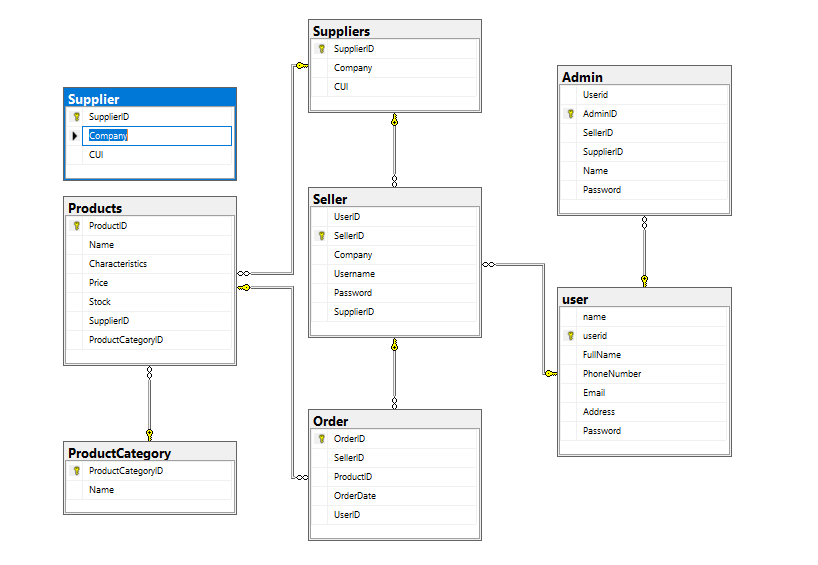 Suppliers
SupplierID
Company
CUI
Supplier
SupplierID
Company
CUI
Admin
Userid
AdminID
SellerID
SupplierID
Name
Password
Products
ProductID
Name
Characteristics
Price
Stock
SupplierID
ProductCategoryID
Seller
UserID
SellerID
Company
Username
Password
SupplierID
user
name
userid
FullName
PhoneNumber
Email
Address
Password
ProductCategory
ProductCategoryID
Name
Order
OrderID
SellerID
ProductID
OrderDate
UserID